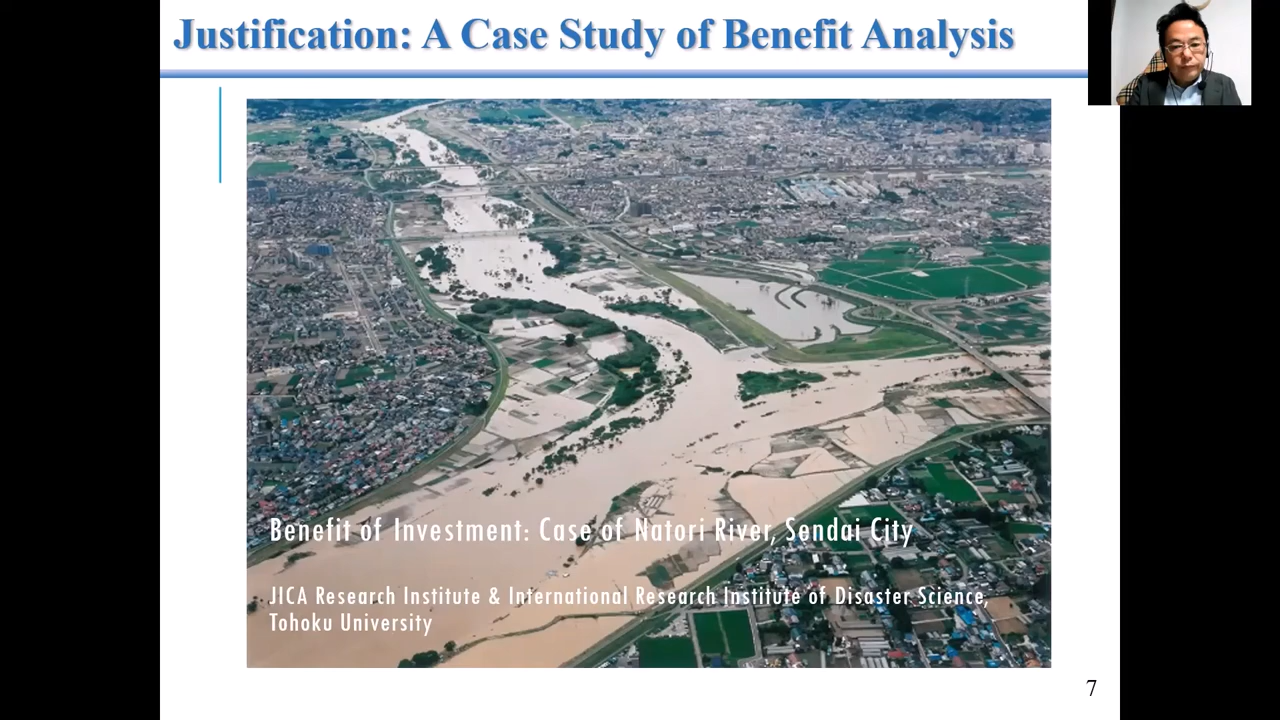 Justification: A Case Study of Benefit Analysis
Benefit of Investment: Case of Natori River, Sendai City
JICA Research Institute & International Research Institute of Disaster Science,
Tohoku University
7